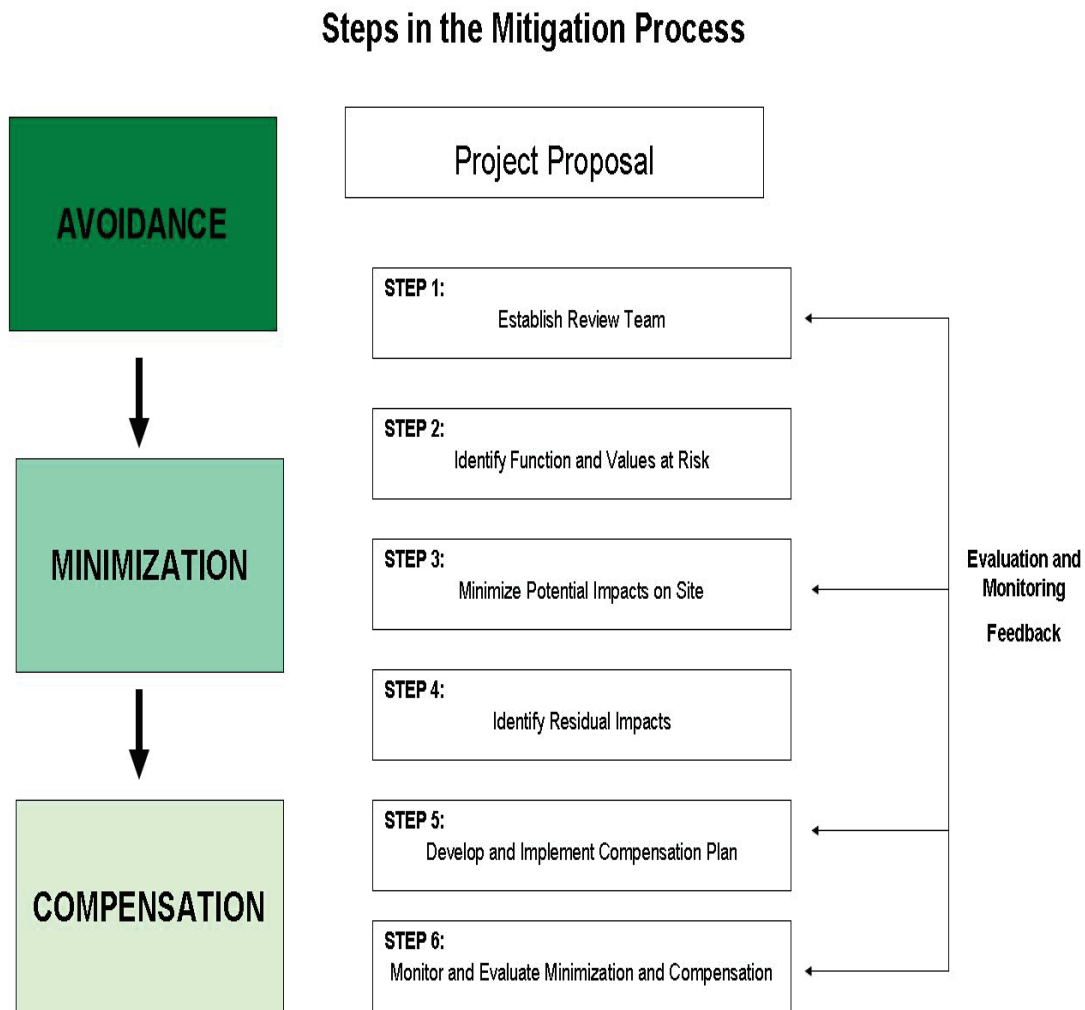 Steps in the Mitigation Process
AVOIDANCE
MINIMIZATION
COMPENSATION
Project Proposal
STEP 1:
Establish Review Team
STEP 2:
Identify Function and Values at Risk
STEP 3:
Minimize Potential Impacts on Site
STEP 4:
Identify Residual Impacts
STEP 5:
Develop and Implement Compensation Plan
STEP 6:
Monitor and Evaluate Minimization and Compensation
Evaluation and
Monitoring
Feedback